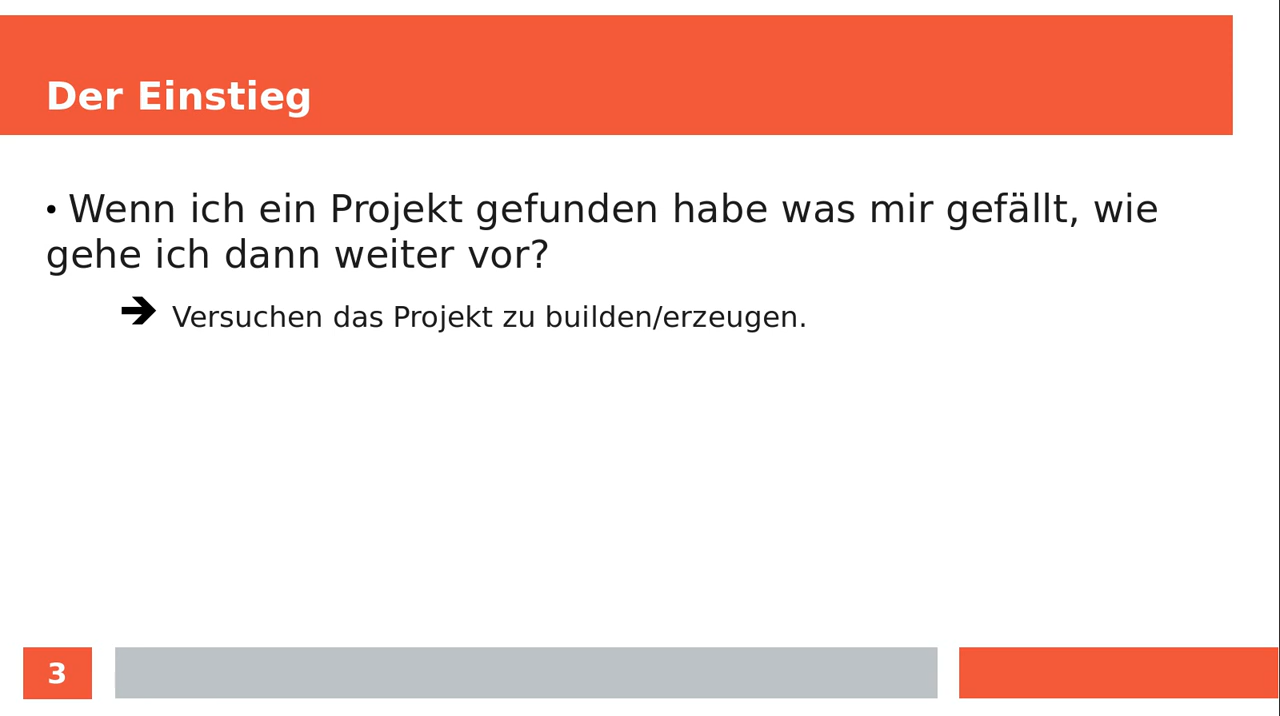 Der Einstieg
• Wenn ich ein Projekt gefunden habe was mir gefällt, wie
gehe ich dann weiter vor?
➔ Versuchen das Projekt zu builden/erzeugen.
3